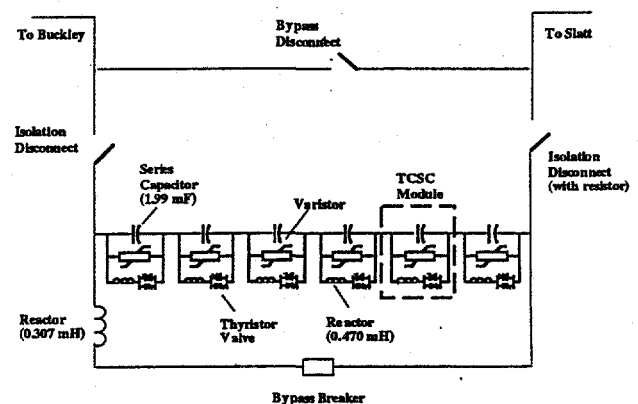 To Buckley
Bypass
Disconnect
To Slatt
Isolation
Disconnect
Series
Capacitor
(1.99 mF)
Varistor
TCSC
Module
Isolation
Disconnect
(with resistor)
Reactor
(0.307 mH)
Thyristor
Valve
Reactor
(0.470 mH)
Bypass Breaker